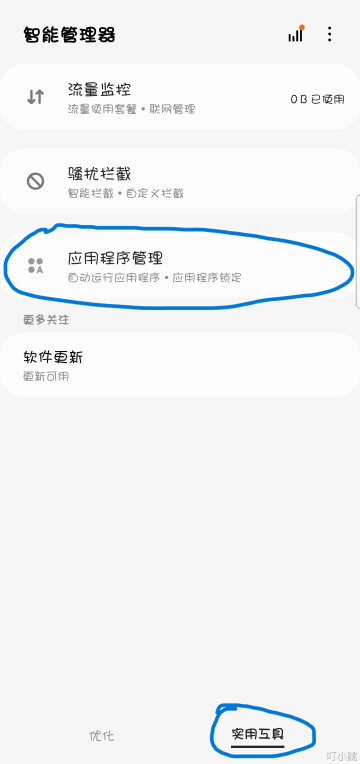 智能管理器
流量监控
流量使用套餐·联网管理
0 B 已使用
骚扰拦截
智能拦截·自定义拦截
应用程序管理
自动运行应用程序·应用程序锁定
更多关注
软件更新
更新可用
优化
实用工具
叮小跳